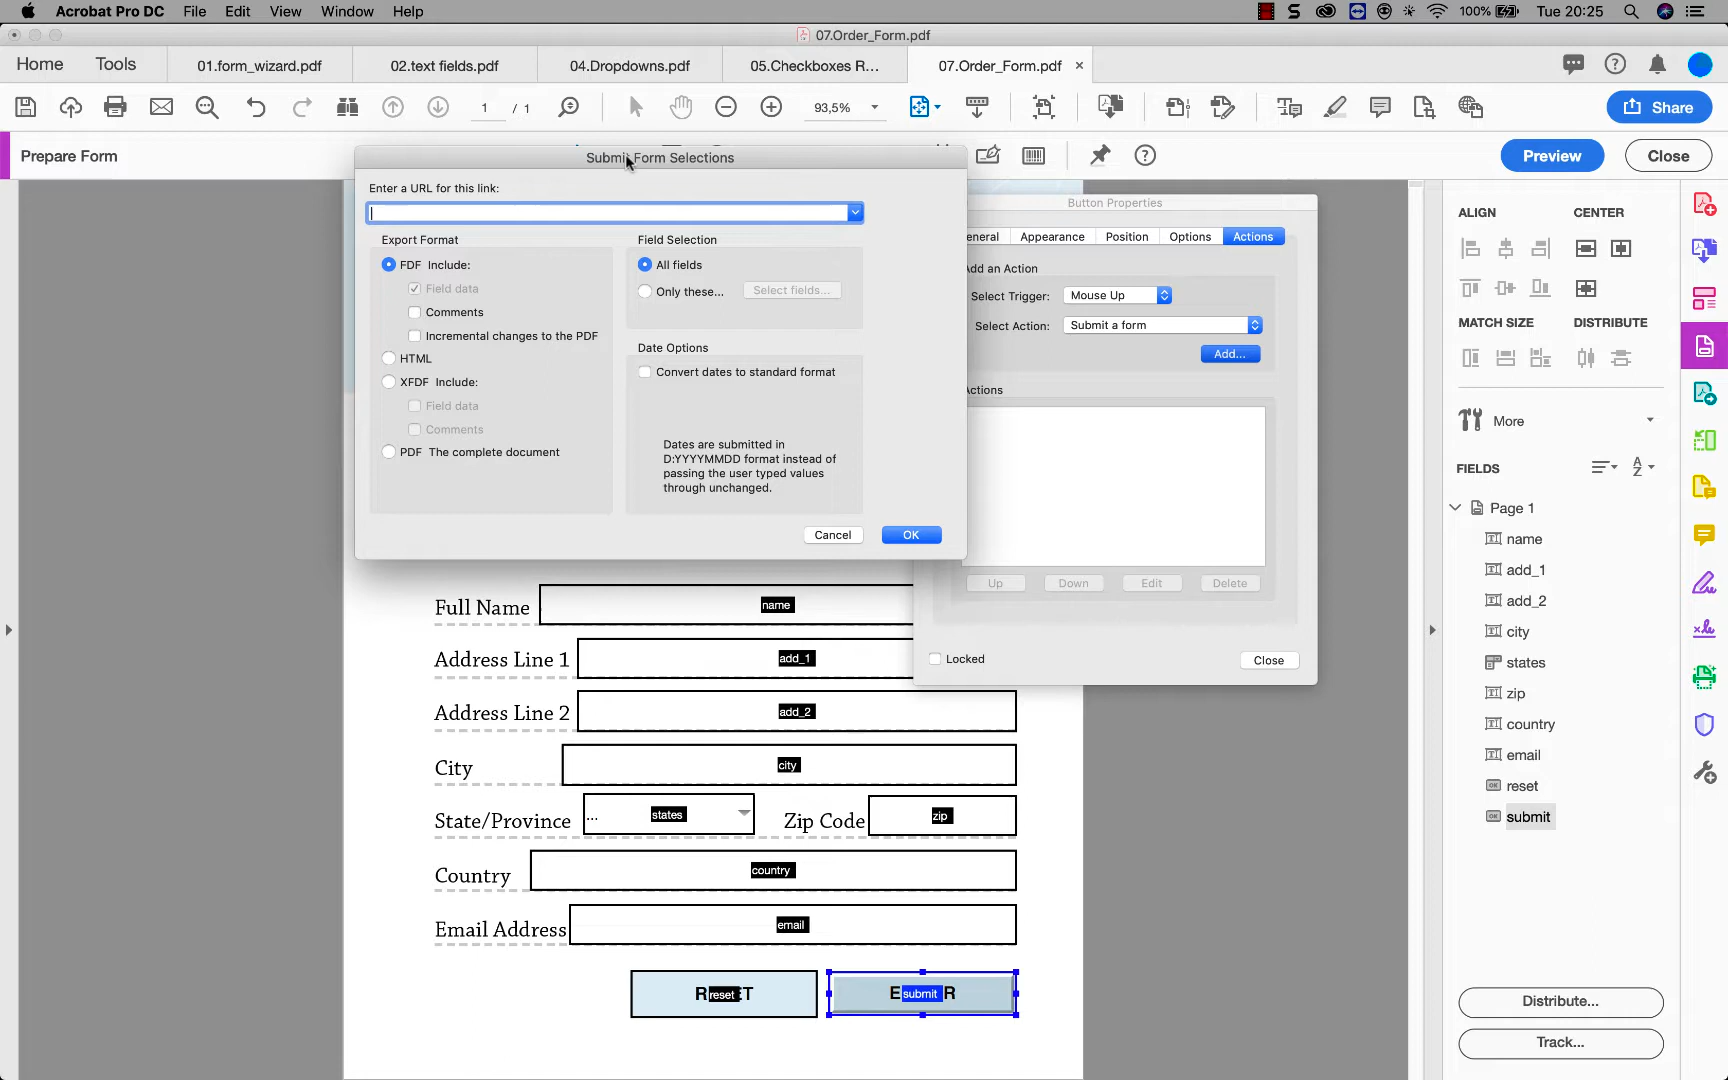 Acrobat Pro DC File Edit View Window Help
100% Tue 20:25
07.Order_Form.pdf
Home Tools 01.form_wizard.pdf 02.text fields.pdf 04.Dropdowns.pdf 05.Checkboxes R... 07.Order_Form.pdf ×
1 / 1 93,5% Share
Prepare Form Preview Close
Submit Form Selections
Enter a URL for this link:
Export Format
FDF Include:
Field data
Comments
Incremental changes to the PDF
HTML
XFDF Include:
Field data
Comments
PDF The complete document
Field Selection
All fields
Only these... Select fields...
Date Options
Convert dates to standard format
Dates are submitted in
D:YYYYMMDD format instead of
passing the user typed values
through unchanged.
Cancel OK
Button Properties
eneral Appearance Position Options Actions
Add an Action
Select Trigger: Mouse Up
Select Action: Submit a form
Add...
Actions
Up Down Edit Delete
Locked Close
Full Name name
Address Line 1 add_1
Address Line 2 add_2
City city
State/Province ... states Zip Code zip
Country country
Email Address email
R reset T E submit R
ALIGN CENTER
MATCH SIZE DISTRIBUTE
More
FIELDS
Page 1
name
add_1
add_2
city
states
zip
country
email
reset
submit
Distribute...
Track...